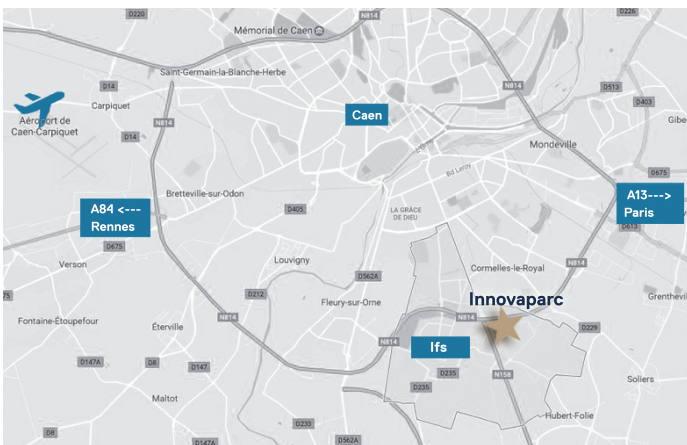 D220
N814
D226
Mémorial de Caen
Saint-Germain-la-Blanche-Herbe
D14
D513
Carpiquet
N814
D403
Caen
Aéroport de
Caen-Carpiquet
D14
Mondeville
L'Orne
Bd Leroy
D675
Bretteville-sur-Odon
A84 <---
Rennes
D405
LA GRÂCE
DE DIEU
A13--->
Paris
D613
D675
Verson
Louvigny
D562A
Cormelles-le-Royal
N814
D212
Fleury-sur-Orne
Innovaparc
Grenthevi
Fontaine-Étoupefour
Éterville
N814
N814
D229
N814
Ifs
D147A
D8
D147
D235
D235
N158
Soliers
Maltot
Hubert-Folie
D8
D147A
D233
D562A